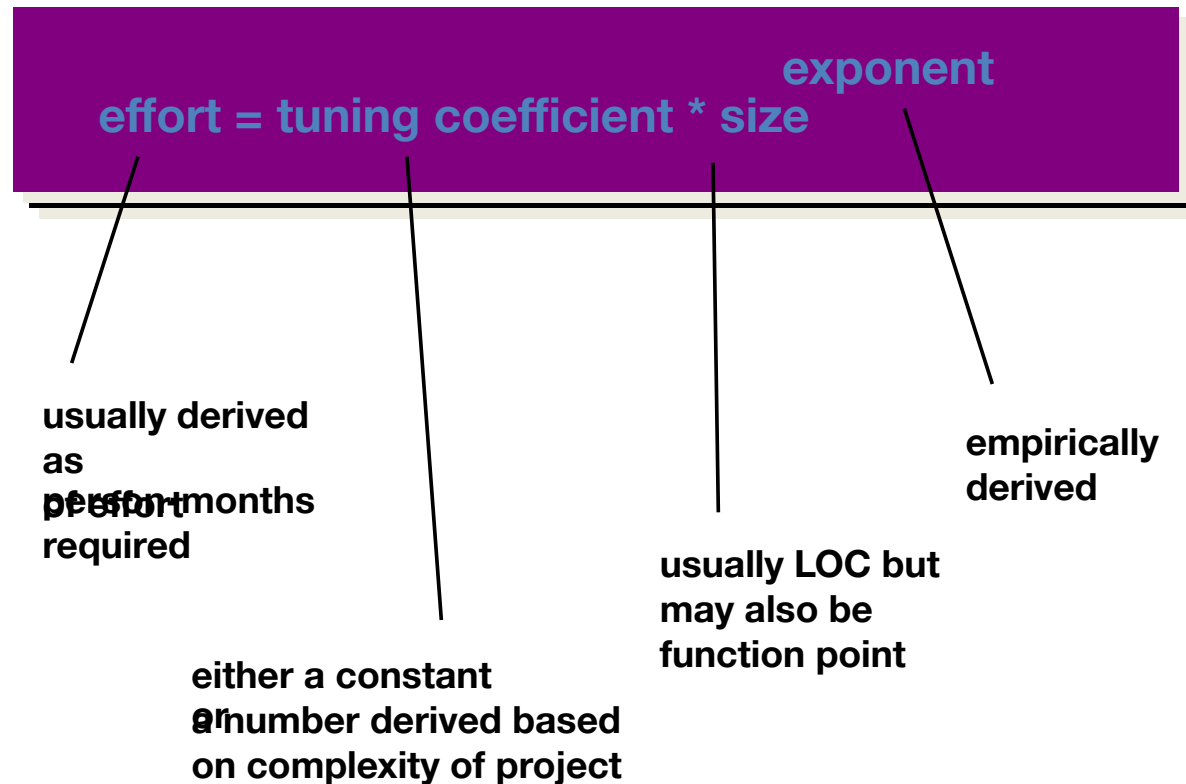 exponent
effort = tuning coefficient * size
usually derived
as
person-months
of effort
required
empirically
derived
usually LOC but
may also be
function point
either a constant
or
a number derived based
on complexity of project